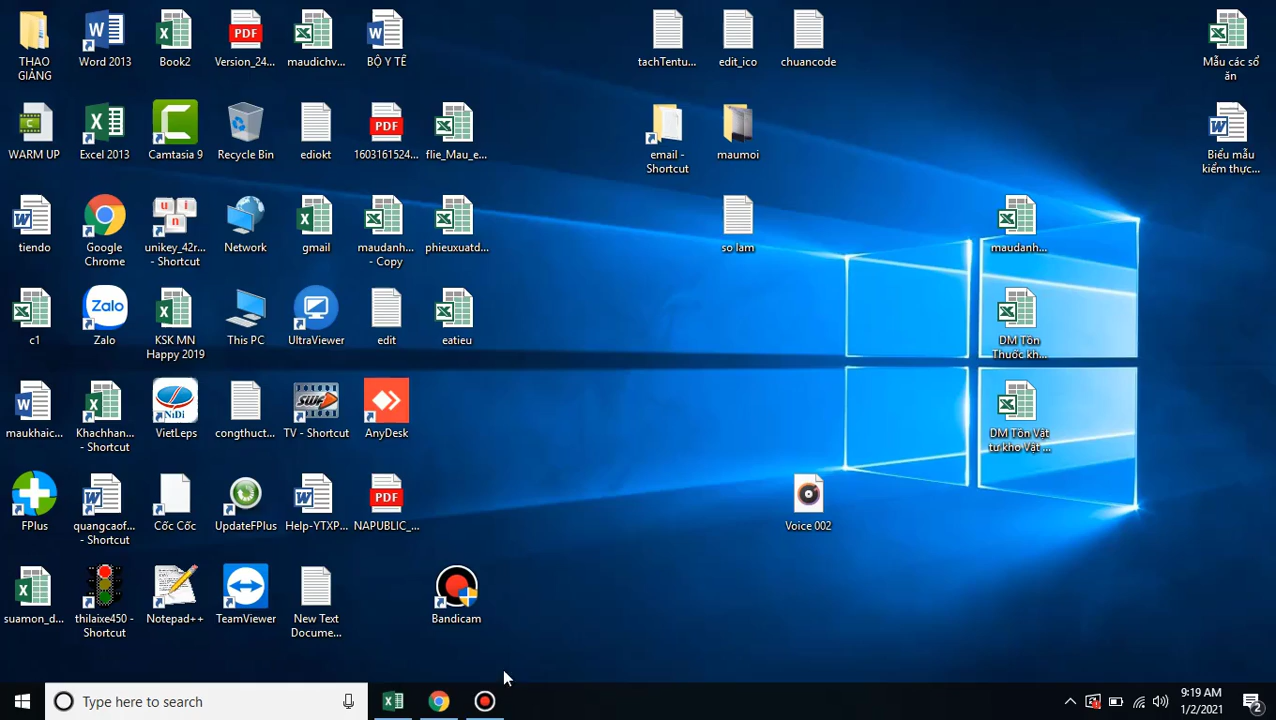 THAO GIẢNG
Word 2013
Book2
Version_24...
maudichv...
BỘ Y TẾ
tachTentu...
edit_ico
chuancode
Mẫu các sổ ăn
WARM UP
Excel 2013
Camtasia 9
Recycle Bin
ediokt
1603161524...
flie_Mau_e...
email - Shortcut
maumoi
Biểu mẫu kiểm thực...
tiendo
Google Chrome
unikey_42r... - Shortcut
Network
gmail
maudanh... - Copy
phieuxuatd...
so lam
maudanh...
c1
Zalo
KSK MN Happy 2019
This PC
UltraViewer
edit
eatieu
DM Tồn Thuốc kh...
maukhaic...
Khachhan... - Shortcut
NiDi
VietLeps
congthuct...
TV - Shortcut
AnyDesk
DM Tồn Vật tư kho Vật ...
FPlus
quangcaof... - Shortcut
Cốc Cốc
UpdateFPlus
Help-YTXP...
NAPUBLIC_...
Voice 002
suamon_d...
thilaixe450 - Shortcut
Notepad++
TeamViewer
New Text Docume...
Bandicam
Type here to search
:19 AM
1/2/2021
2